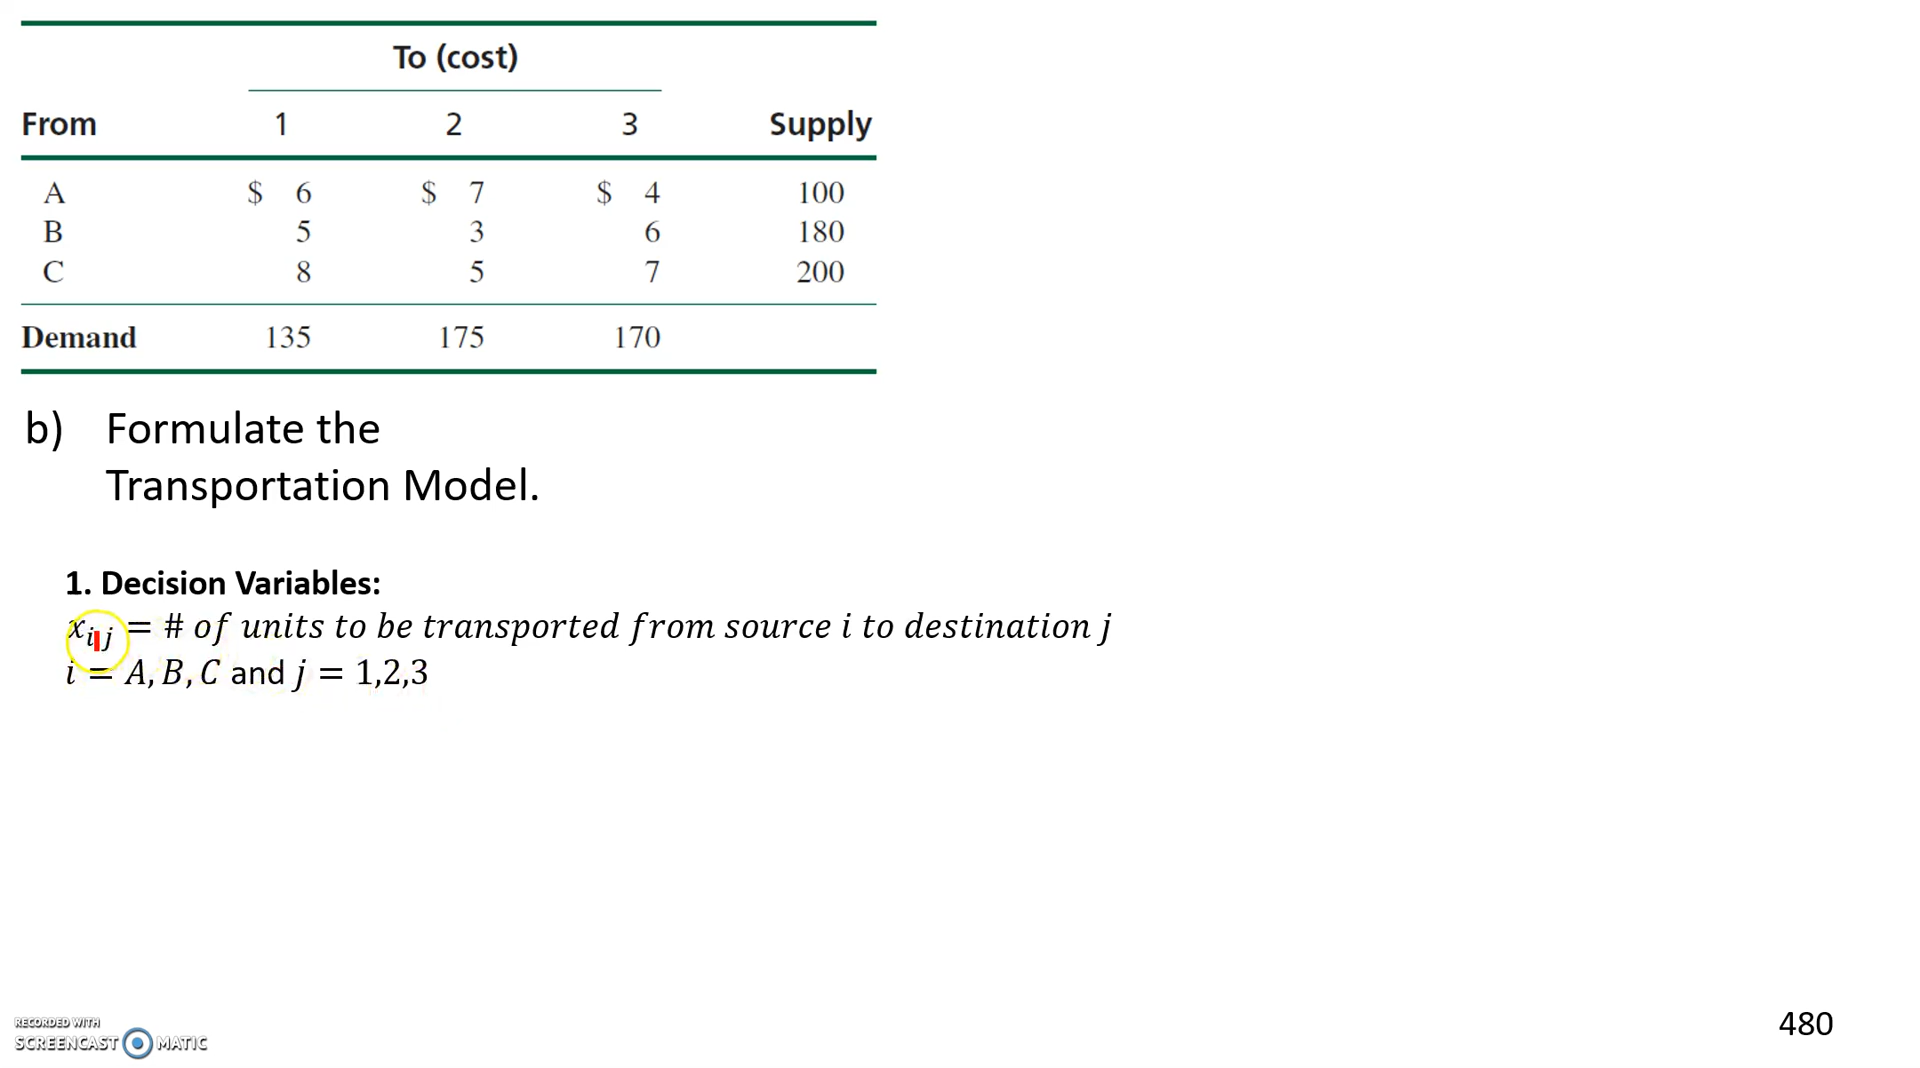 To (cost)
From 1 2 3 Supply
A $ 6 $ 7 $ 4 100
B 5 3 6 180
C 8 5 7 200
Demand 135 175 170
b) Formulate the
Transportation Model.
1. Decision Variables:
xij = # of units to be transported from source i to destination j
i = A, B, C and j = 1,2,3
480
RECORDED WITH
SCREENCAST MATIC